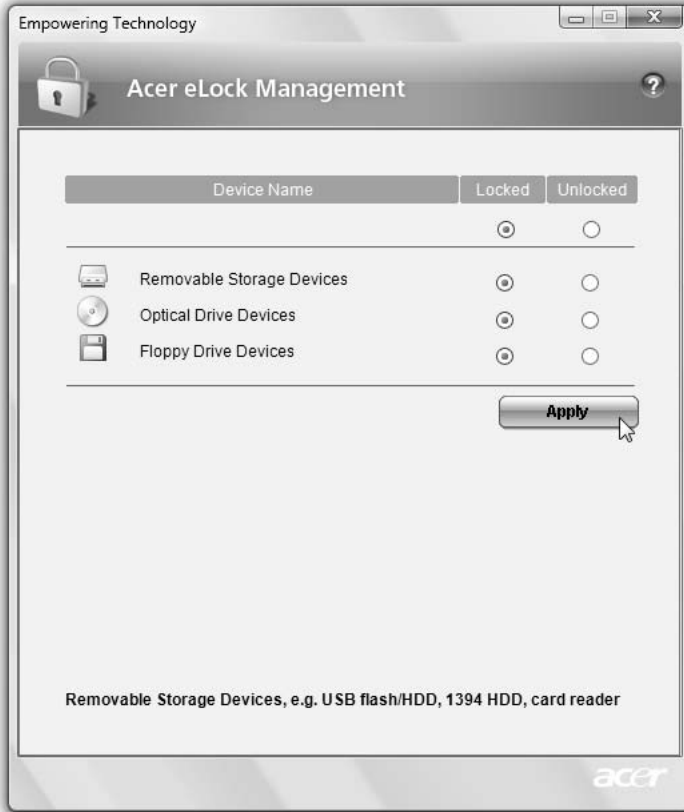 Empowering Technology
Acer eLock Management
?
Device Name Locked Unlocked
Removable Storage Devices
Optical Drive Devices
Floppy Drive Devices
Apply
Removable Storage Devices, e.g. USB flash/HDD, 1394 HDD, card reader
acer